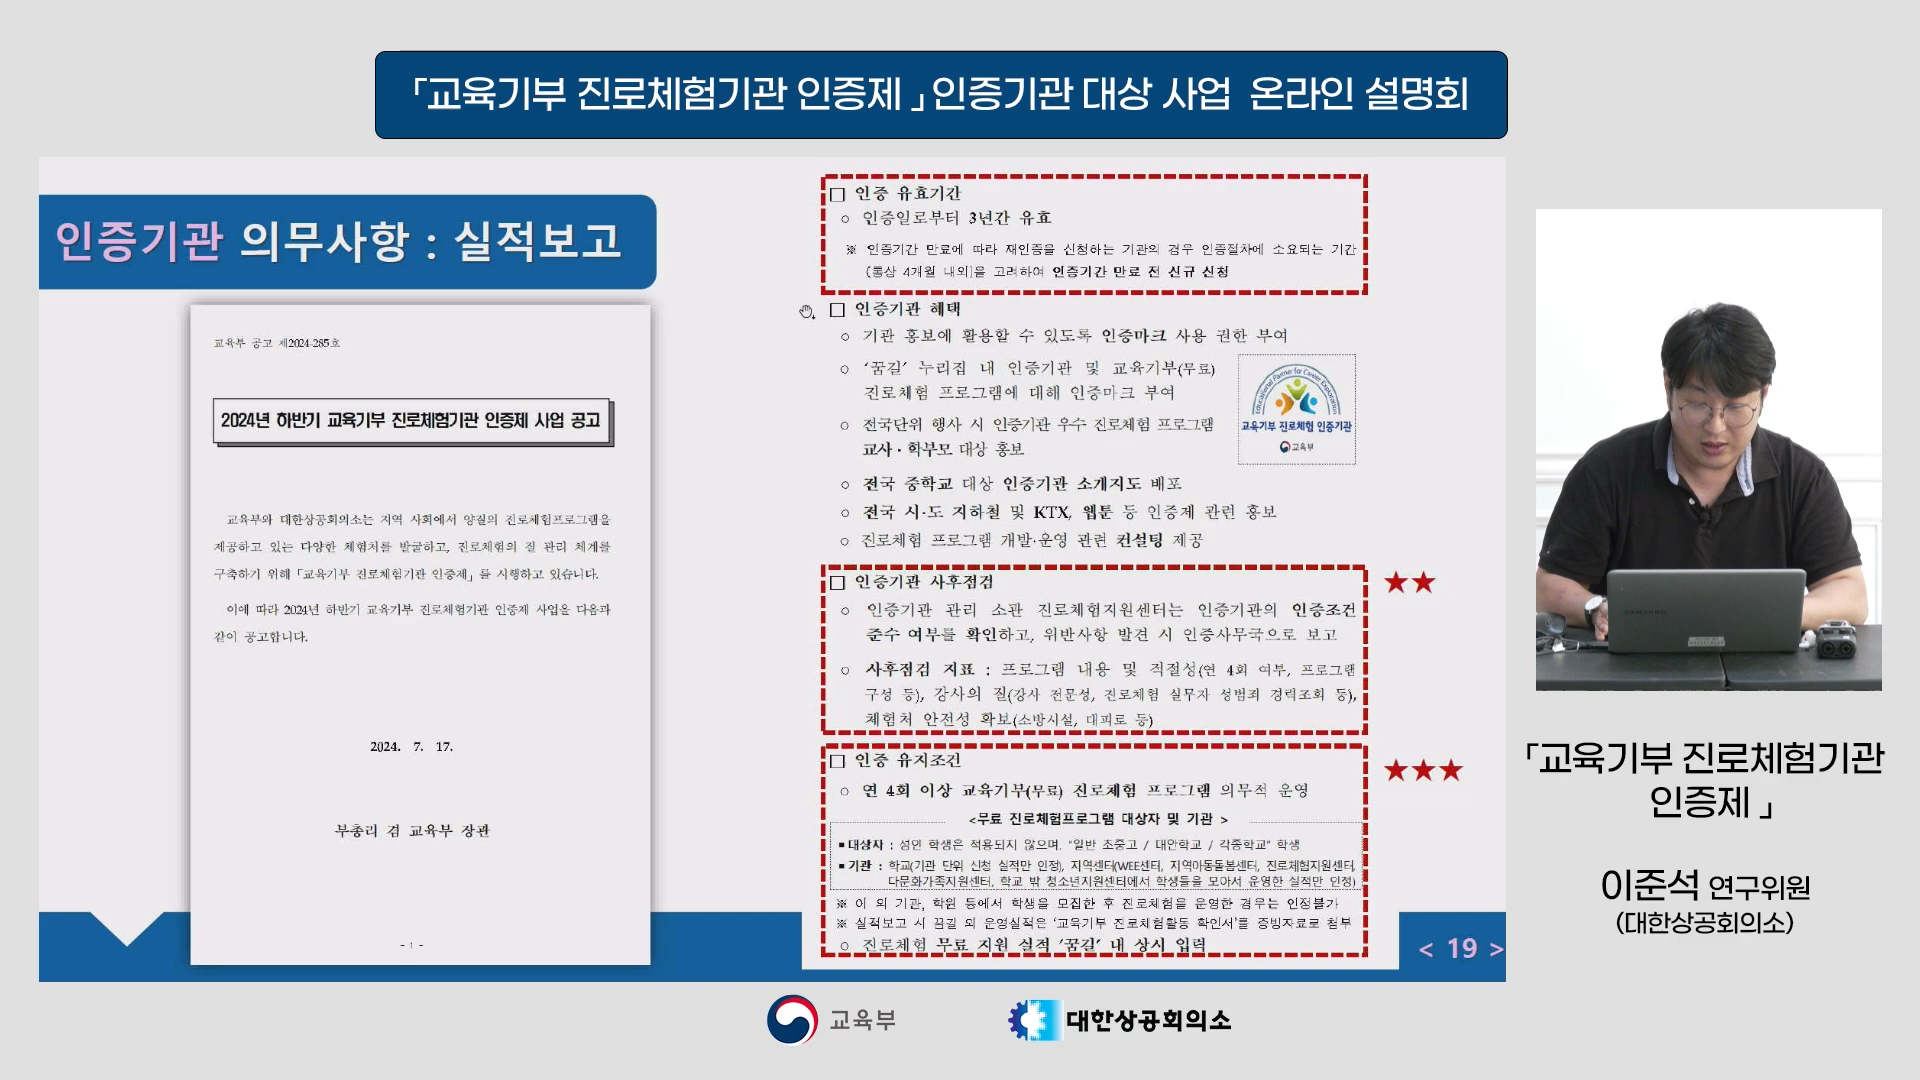 「교육기부 진로체험기관 인증제 」인증기관 대상 사업 온라인 설명회
인증기관 의무사항 : 실적보고
교육부 공고 제2024-285호
2024년 하반기 교육기부 진로체험기관 인증제 사업 공고
교육부와 대한상공회의소는 지역 사회에서 양질의 진로체험프로그램을
제공하고 있는 다양한 체험처를 발굴하고, 진로체험의 질 관리 체계를
구축하기 위해「교육기부 진로체험기관 인증제」를 시행하고 있습니다.
이에 따라 2024년 하반기 교육기부 진로체험기관 인증제 사업을 다음과
같이 공고합니다.
2024. 7. 17.
부총리 겸 교육부 장관
- 1 -
□ 인증 유효기간
○ 인증일로부터 3년간 유효
※ 인증기간 만료에 따라 재인증을 신청하는 기관의 경우 인증절차에 소요되는 기간
(통상 4개월 내외)을 고려하여 인증기간 만료 전 신규 신청
□ 인증기관 혜택
○ 기관 홍보에 활용할 수 있도록 인증마크 사용 권한 부여
○ ‘꿈길’ 누리집 내 인증기관 및 교육기부(무료)
진로체험 프로그램에 대해 인증마크 부여
○ 전국단위 행사 시 인증기관 우수 진로체험 프로그램
교사·학부모 대상 홍보
Educational Partner for Career Exploration
교육기부 진로체험 인증기관
교육부
○ 전국 중학교 대상 인증기관 소개지도 배포
○ 전국 시·도 지하철 및 KTX, 웹툰 등 인증제 관련 홍보
○ 진로체험 프로그램 개발·운영 관련 컨설팅 제공
□ 인증기관 사후점검
★★
○ 인증기관 관리 소관 진로체험지원센터는 인증기관의 인증조건
준수 여부를 확인하고, 위반사항 발견 시 인증사무국으로 보고
○ 사후점검 지표 : 프로그램 내용 및 적절성(연 4회 여부, 프로그램
구성 등), 강사의 질(강사 전문성, 진로체험 실무자 성범죄 경력조회 등),
체험처 안전성 확보(소방시설, 대피로 등)
□ 인증 유지조건
★★★
○ 연 4회 이상 교육기부(무료) 진로체험 프로그램 의무적 운영
<무료 진로체험프로그램 대상자 및 기관 >
▪대상자 : 성인 학생은 적용되지 않으며, “일반 초중고 / 대안학교 / 각종학교” 학생
▪기관 : 학교(기관 단위 신청 실적만 인정), 지역센터(WEE센터, 지역아동돌봄센터, 진로체험지원센터,
다문화가족지원센터, 학교 밖 청소년지원센터에서 학생들을 모아서 운영한 실적만 인정)
※ 이 외 기관, 학원 등에서 학생을 모집한 후 진로체험을 운영한 경우는 인정불가
※ 실적보고 시 꿈길 외 운영실적은 ‘교육기부 진로체험활동 확인서’를 증빙자료로 첨부
○ 진로체험 무료 지원 실적 ‘꿈길’ 내 상시 입력
< 19 >
SAMSUNG
「교육기부 진로체험기관
인증제 」
이준석 연구위원
(대한상공회의소)
교육부
대한상공회의소